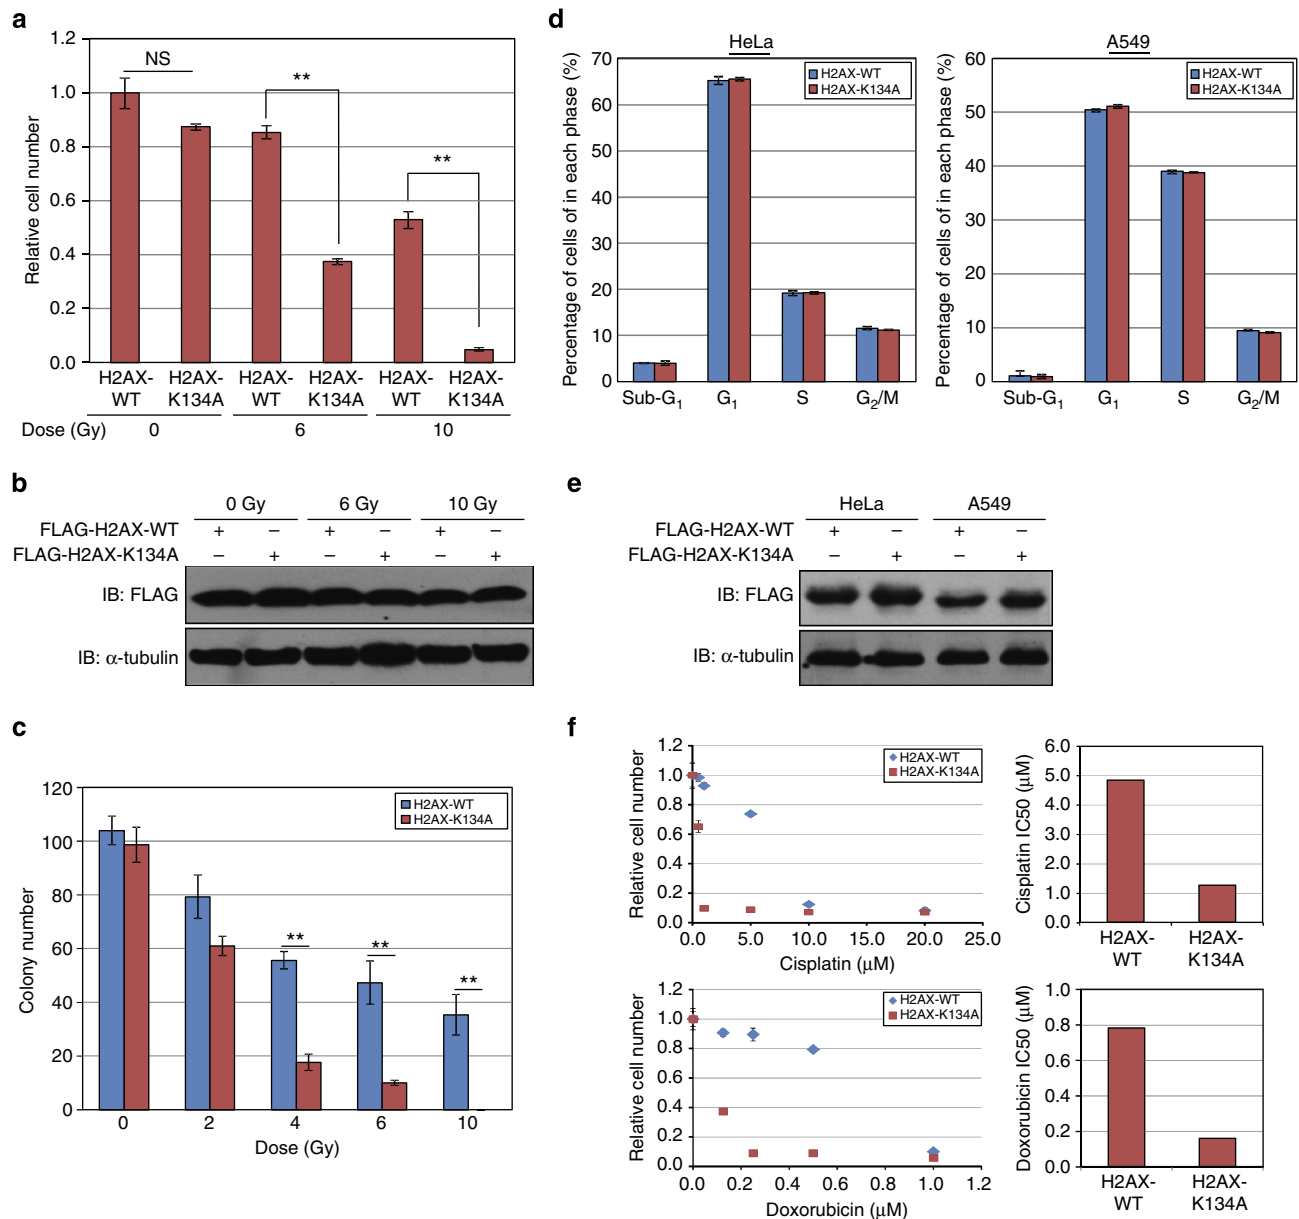 a
1.2
1.0
0.8
0.6
0.4
0.2
0.0
Relative cell number
NS
**
**
H2AX-WT
H2AX-K134A
H2AX-WT
H2AX-K134A
H2AX-WT
H2AX-K134A
Dose (Gy)
0
6
10
b
0 Gy
6 Gy
10 Gy
FLAG-H2AX-WT + – + – + –
FLAG-H2AX-K134A – + – + – +
IB: FLAG
IB: α-tubulin
c
120
100
80
60
40
20
0
Colony number
H2AX-WT
H2AX-K134A
**
**
**
0 2 4 6 10
Dose (Gy)
d
HeLa
70
60
50
40
30
20
10
0
Percentage of cells of in each phase (%)
H2AX-WT
H2AX-K134A
Sub-G1 G1 S G2/M
A549
60
50
40
30
20
10
0
Percentage of cells of in each phase (%)
H2AX-WT
H2AX-K134A
Sub-G1 G1 S G2/M
e
HeLa
A549
FLAG-H2AX-WT + – + –
FLAG-H2AX-K134A – + – +
IB: FLAG
IB: α-tubulin
f
1.2
1.0
0.8
0.6
0.4
0.2
0.0
Relative cell number
H2AX-WT
H2AX-K134A
0.0 5.0 10.0 15.0 20.0 25.0
Cisplatin (μM)
6.0
5.0
4.0
3.0
2.0
1.0
0.0
Cisplatin IC50 (μM)
H2AX-WT
H2AX-K134A
1.2
1.0
0.8
0.6
0.4
0.2
0.0
Relative cell number
H2AX-WT
H2AX-K134A
0.0 0.2 0.4 0.6 0.8 1.0 1.2
Doxorubicin (μM)
1.0
0.8
0.6
0.4
0.2
0.0
Doxorubicin IC50 (μM)
H2AX-WT
H2AX-K134A